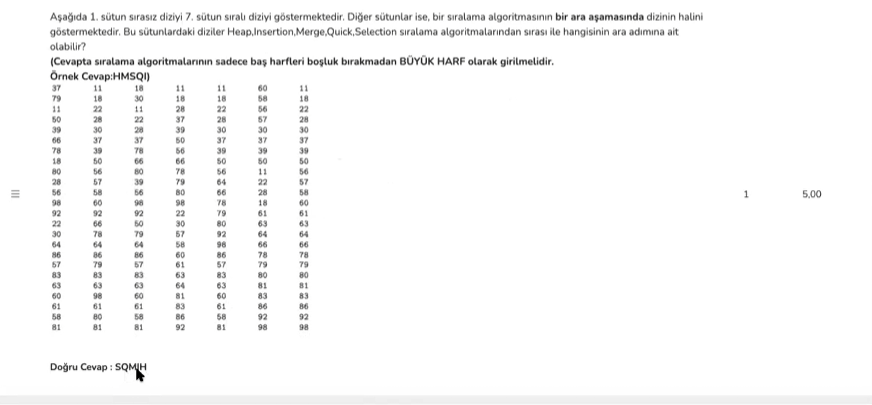 Aşağıda 1. sütun sırasız diziyi 7. sütun sıralı diziyi göstermektedir. Diğer sütunlar ise, bir sıralama algoritmasının bir ara aşamasında dizinin halini
göstermektedir. Bu sütunlardaki diziler Heap,Insertion,Merge,Quick,Selection sıralama algoritmalarından sırası ile hangisinin ara adımına ait
olabilir?
(Cevapta sıralama algoritmalarının sadece baş harfleri boşluk bırakmadan BÜYÜK HARF olarak girilmelidir.
Örnek Cevap:HMSQI)
37 11 18 11 11 60 11
79 18 30 18 18 58 18
11 22 11 28 22 56 22
50 28 22 37 28 57 28
39 30 28 39 30 30 30
66 37 37 50 37 37 37
78 39 78 56 39 39 39
18 50 66 66 50 50 50
80 56 80 78 56 11 56
28 57 39 79 64 22 57
56 58 56 80 66 28 58
98 60 98 98 78 18 60
92 92 92 22 79 61 61
22 66 50 30 80 63 63
30 78 79 57 92 64 64
64 64 64 58 98 66 66
86 86 86 60 86 78 78
57 79 57 61 57 79 79
83 83 83 63 83 80 80
63 63 63 64 63 81 81
60 98 60 81 60 83 83
61 61 61 83 61 86 86
58 80 58 86 58 92 92
81 81 81 92 81 98 98
1 5,00
Doğru Cevap : SQMIH